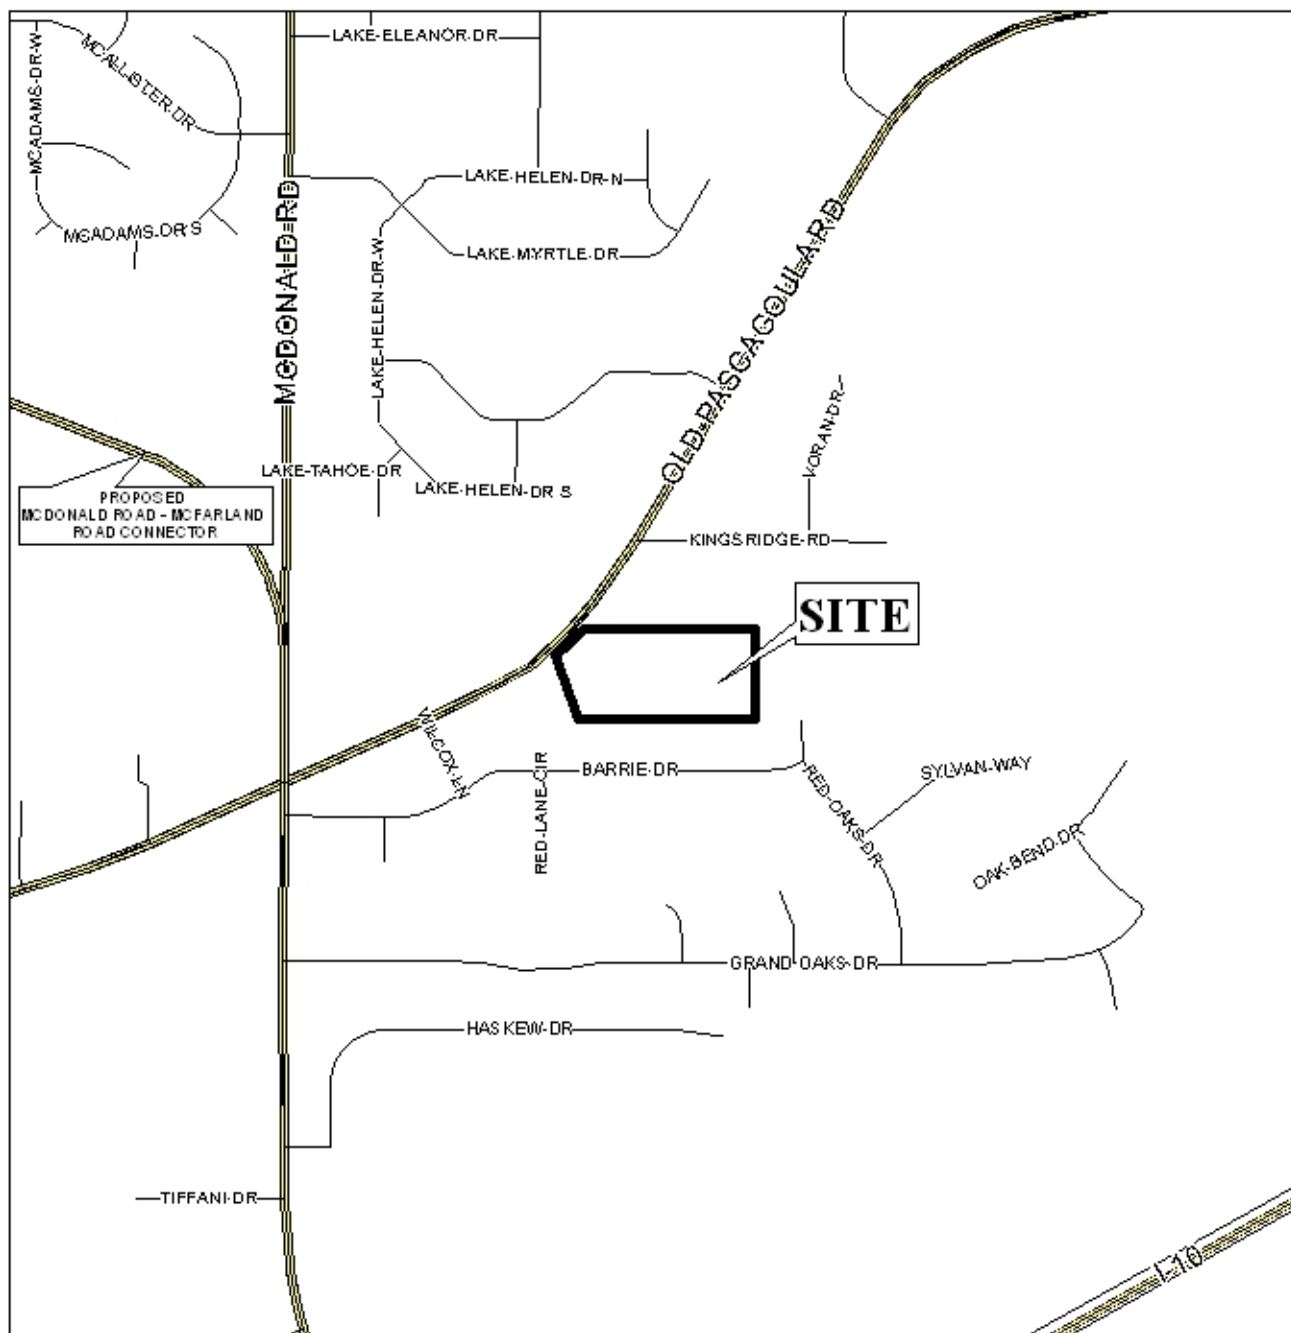 LAKE-ELEANOR-DR
MCALLISTER-DR
MCADAMS-DR-W
LAKE-HELEN-DR-N
MCADAMS-DR S
MCDONALD-RD
LAKE-MYRTLE-DR
OLD-PASCAGOULA-RD
LAKE-HELEN-DR-W
VORAN-DR
LAKE-TAHOE-DR
LAKE-HELEN-DR S
PROPOSED
MCDONALD ROAD - MCFARLAND
ROAD CONNECTOR
KINGS RIDGE-RD
SITE
WILCOX-LN
RED-LANE-CIR
BARRIE-DR
SYLVAN-WAY
RED-OAKS-DR
OAK-BEND-DR
GRAND OAKS-DR
HASKEW-DR
TIFFANI-DR
I-10